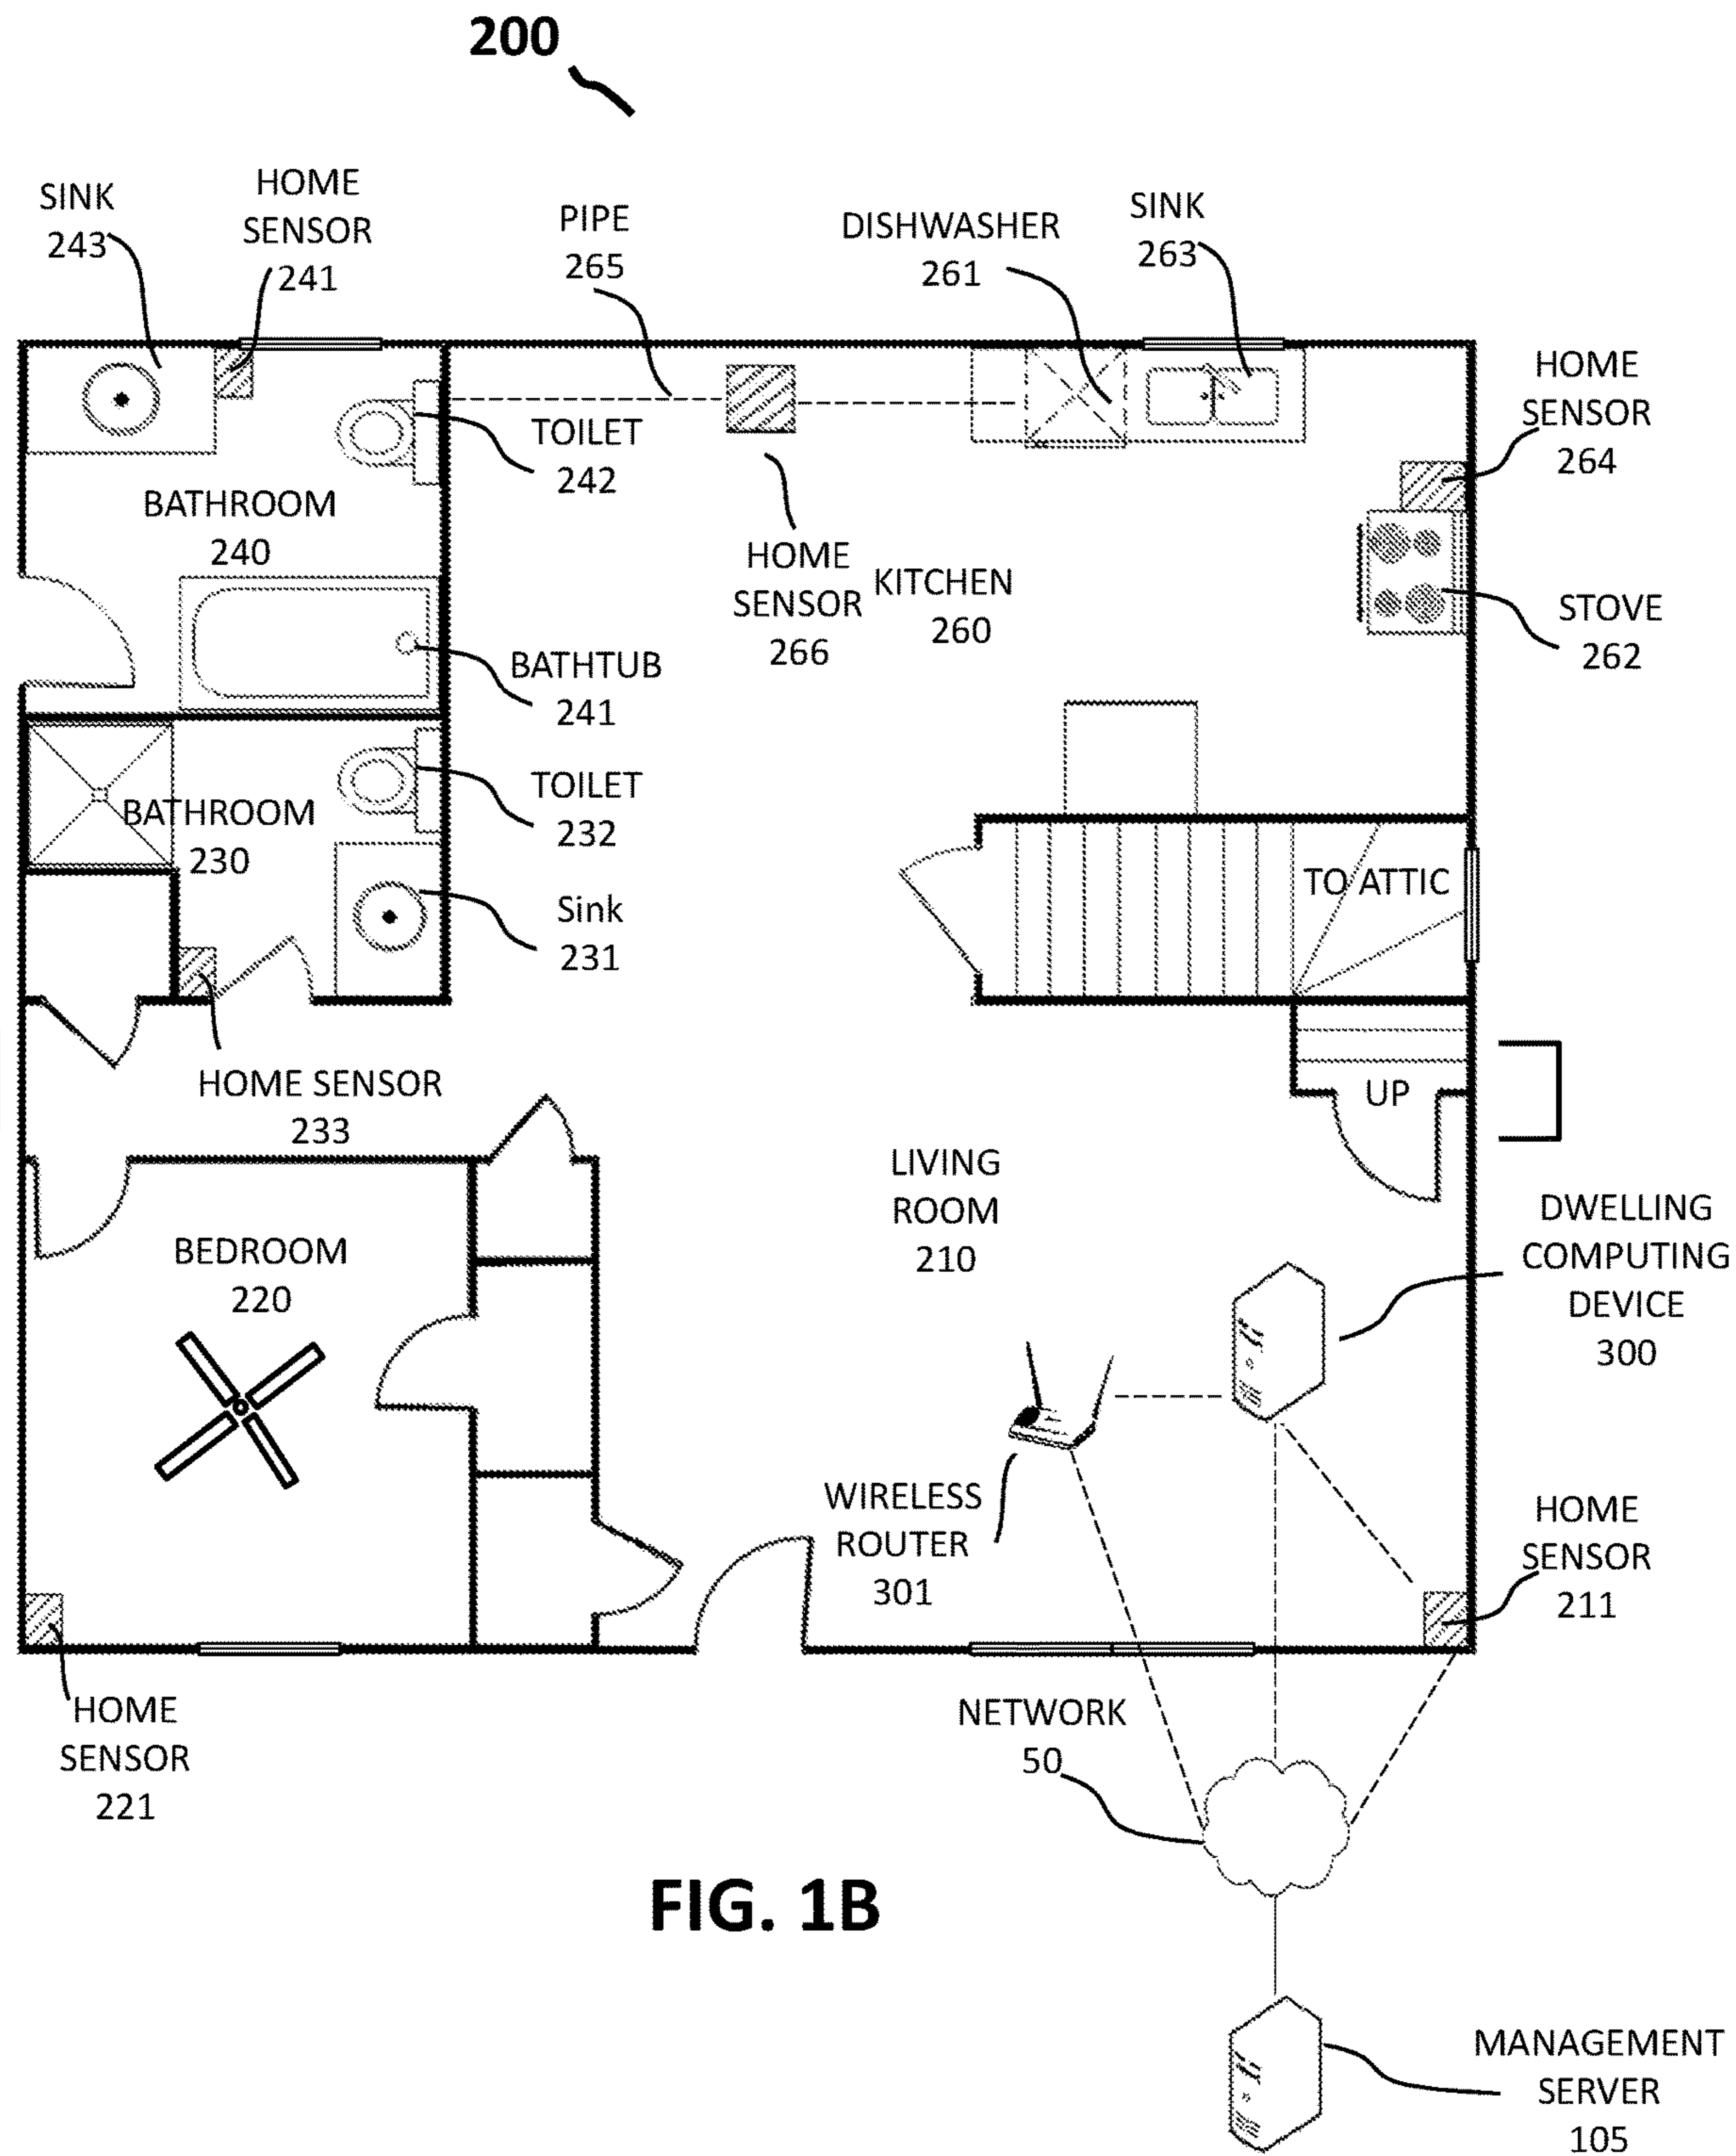 200
SINK
243
HOME
SENSOR
241
PIPE
265
DISHWASHER
261
SINK
263
HOME
SENSOR
264
TOILET
242
BATHROOM
240
HOME
SENSOR
266
KITCHEN
260
STOVE
262
BATHTUB
241
TOILET
232
BATHROOM
230
Sink
231
TO ATTIC
HOME SENSOR
233
UP
LIVING
ROOM
210
DWELLING
COMPUTING
DEVICE
300
BEDROOM
220
WIRELESS
ROUTER
301
HOME
SENSOR
211
HOME
SENSOR
221
NETWORK
50
FIG. 1B
MANAGEMENT
SERVER
105